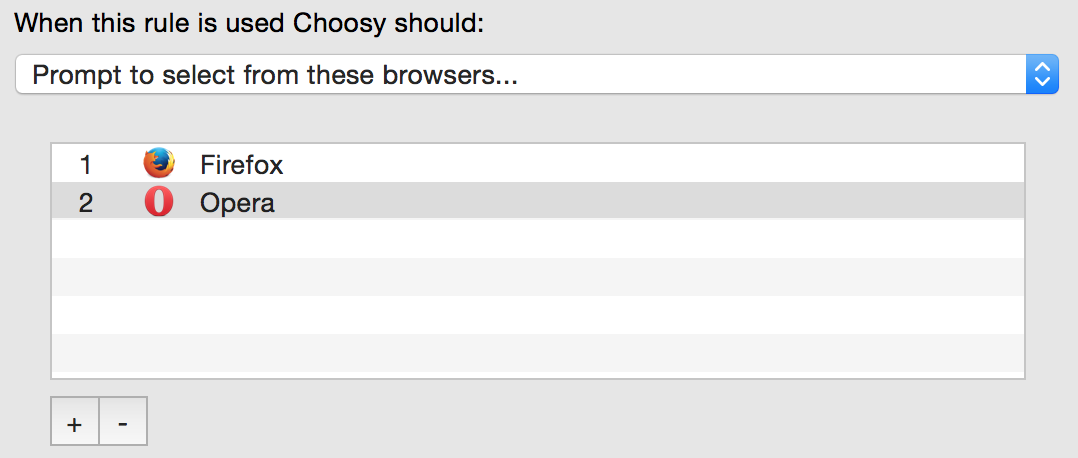 When this rule is used Choosy should:
Prompt to select from these browsers...
1 Firefox
2 Opera
+ -